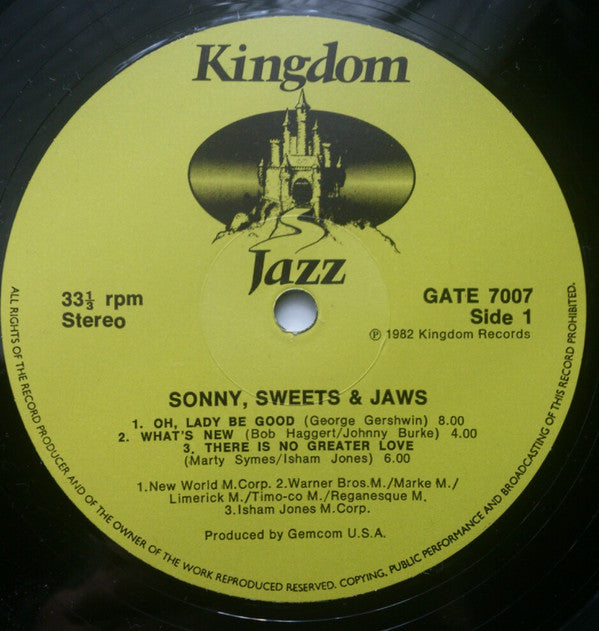 Kingdom
Jazz
33⅓ rpm
Stereo
GATE 7007
Side 1
℗ 1982 Kingdom Records
SONNY, SWEETS & JAWS
1. OH, LADY BE GOOD (George Gershwin) 8.00
2. WHAT'S NEW (Bob Haggert/Johnny Burke) 4.00
3. THERE IS NO GREATER LOVE
(Marty Symes/Isham Jones) 6.00
1.New World M.Corp. 2.Warner Bros.M./Marke M./
Limerick M./Timo-co M./Reganesque M.
3.Isham Jones M.Corp.
Produced by Gemcom U.S.A.
ALL RIGHTS OF THE RECORD PRODUCER AND OF THE OWNER OF THE WORK REPRODUCED RESERVED. COPYING, PUBLIC PERFORMANCE AND BROADCASTING OF THIS RECORD PROHIBITED.